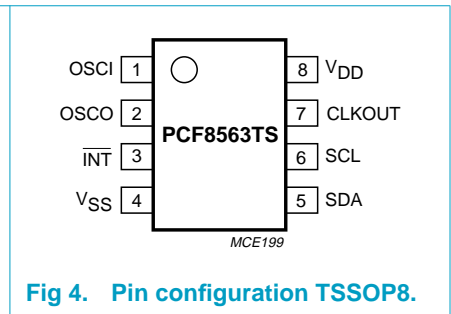 OSCI 1 8 VDD
OSCO 2 7 CLKOUT
PCF8563TS
INT 3 6 SCL
VSS 4 5 SDA
MCE199
Fig 4. Pin configuration TSSOP8.